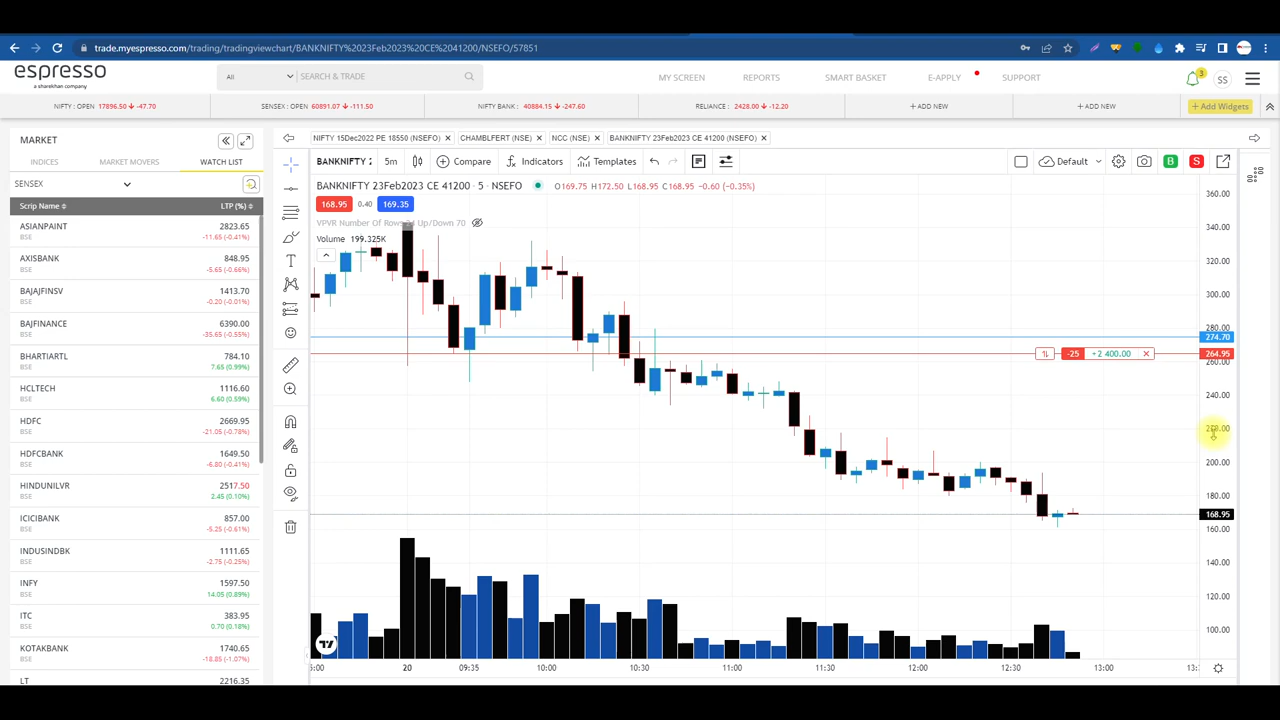 trade.myespresso.com/trading/tradingviewchart/BANKNIFTY%2023Feb2023%20CE%2041200/NSEFO/57851
espresso
a sharekhan company
All
SEARCH & TRADE
MY SCREEN REPORTS SMART BASKET E-APPLY SUPPORT
3
SS
NIFTY : OPEN 17896.50 -47.70
SENSEX : OPEN 60891.07 -111.50
NIFTY BANK : 40884.15 -247.60
RELIANCE : 2428.00 -12.20
ADD NEW
ADD NEW
Add Widgets
MARKET
INDICES MARKET MOVERS WATCH LIST
SENSEX
Scrip Name LTP (%)
ASIANPAINT 2823.65
BSE -11.65 (-0.41%)
AXISBANK 848.95
BSE -5.65 (-0.66%)
BAJAJFINSV 1413.70
BSE -0.20 (-0.01%)
BAJFINANCE 6390.00
BSE -35.65 (-0.55%)
BHARTIARTL 784.10
BSE 7.65 (0.99%)
HCLTECH 1116.60
BSE 6.60 (0.59%)
HDFC 2669.95
BSE -21.05 (-0.78%)
HDFCBANK 1649.50
BSE -6.80 (-0.41%)
HINDUNILVR 2517.50
BSE 2.45 (0.10%)
ICICIBANK 857.00
BSE -5.25 (-0.61%)
INDUSINDBK 1111.65
BSE -2.75 (-0.25%)
INFY 1597.50
BSE 14.05 (0.89%)
ITC 383.95
BSE 0.70 (0.18%)
KOTAKBANK 1740.65
BSE -18.85 (-1.07%)
LT 2216.35
NIFTY 15Dec2022 PE 18550 (NSEFO) CHAMBLFERT (NSE) NCC (NSE) BANKNIFTY 23Feb2023 CE 41200 (NSEFO)
BANKNIFTY 5m Compare Indicators Templates Default B S
BANKNIFTY 23Feb2023 CE 41200 · 5 · NSEFO O169.75 H172.50 L168.95 C168.95 -0.60 (-0.35%)
168.95 0.40 169.35
VPVR Number Of Rows 24 Up/Down 70
Volume 199.325K
360.00
340.00
320.00
300.00
280.00
274.70
-25 +2 400.00 264.95
260.00
240.00
200.00
180.00
168.95
160.00
140.00
120.00
100.00
20 09:35 10:00 10:30 11:00 11:30 12:00 12:30 13:00